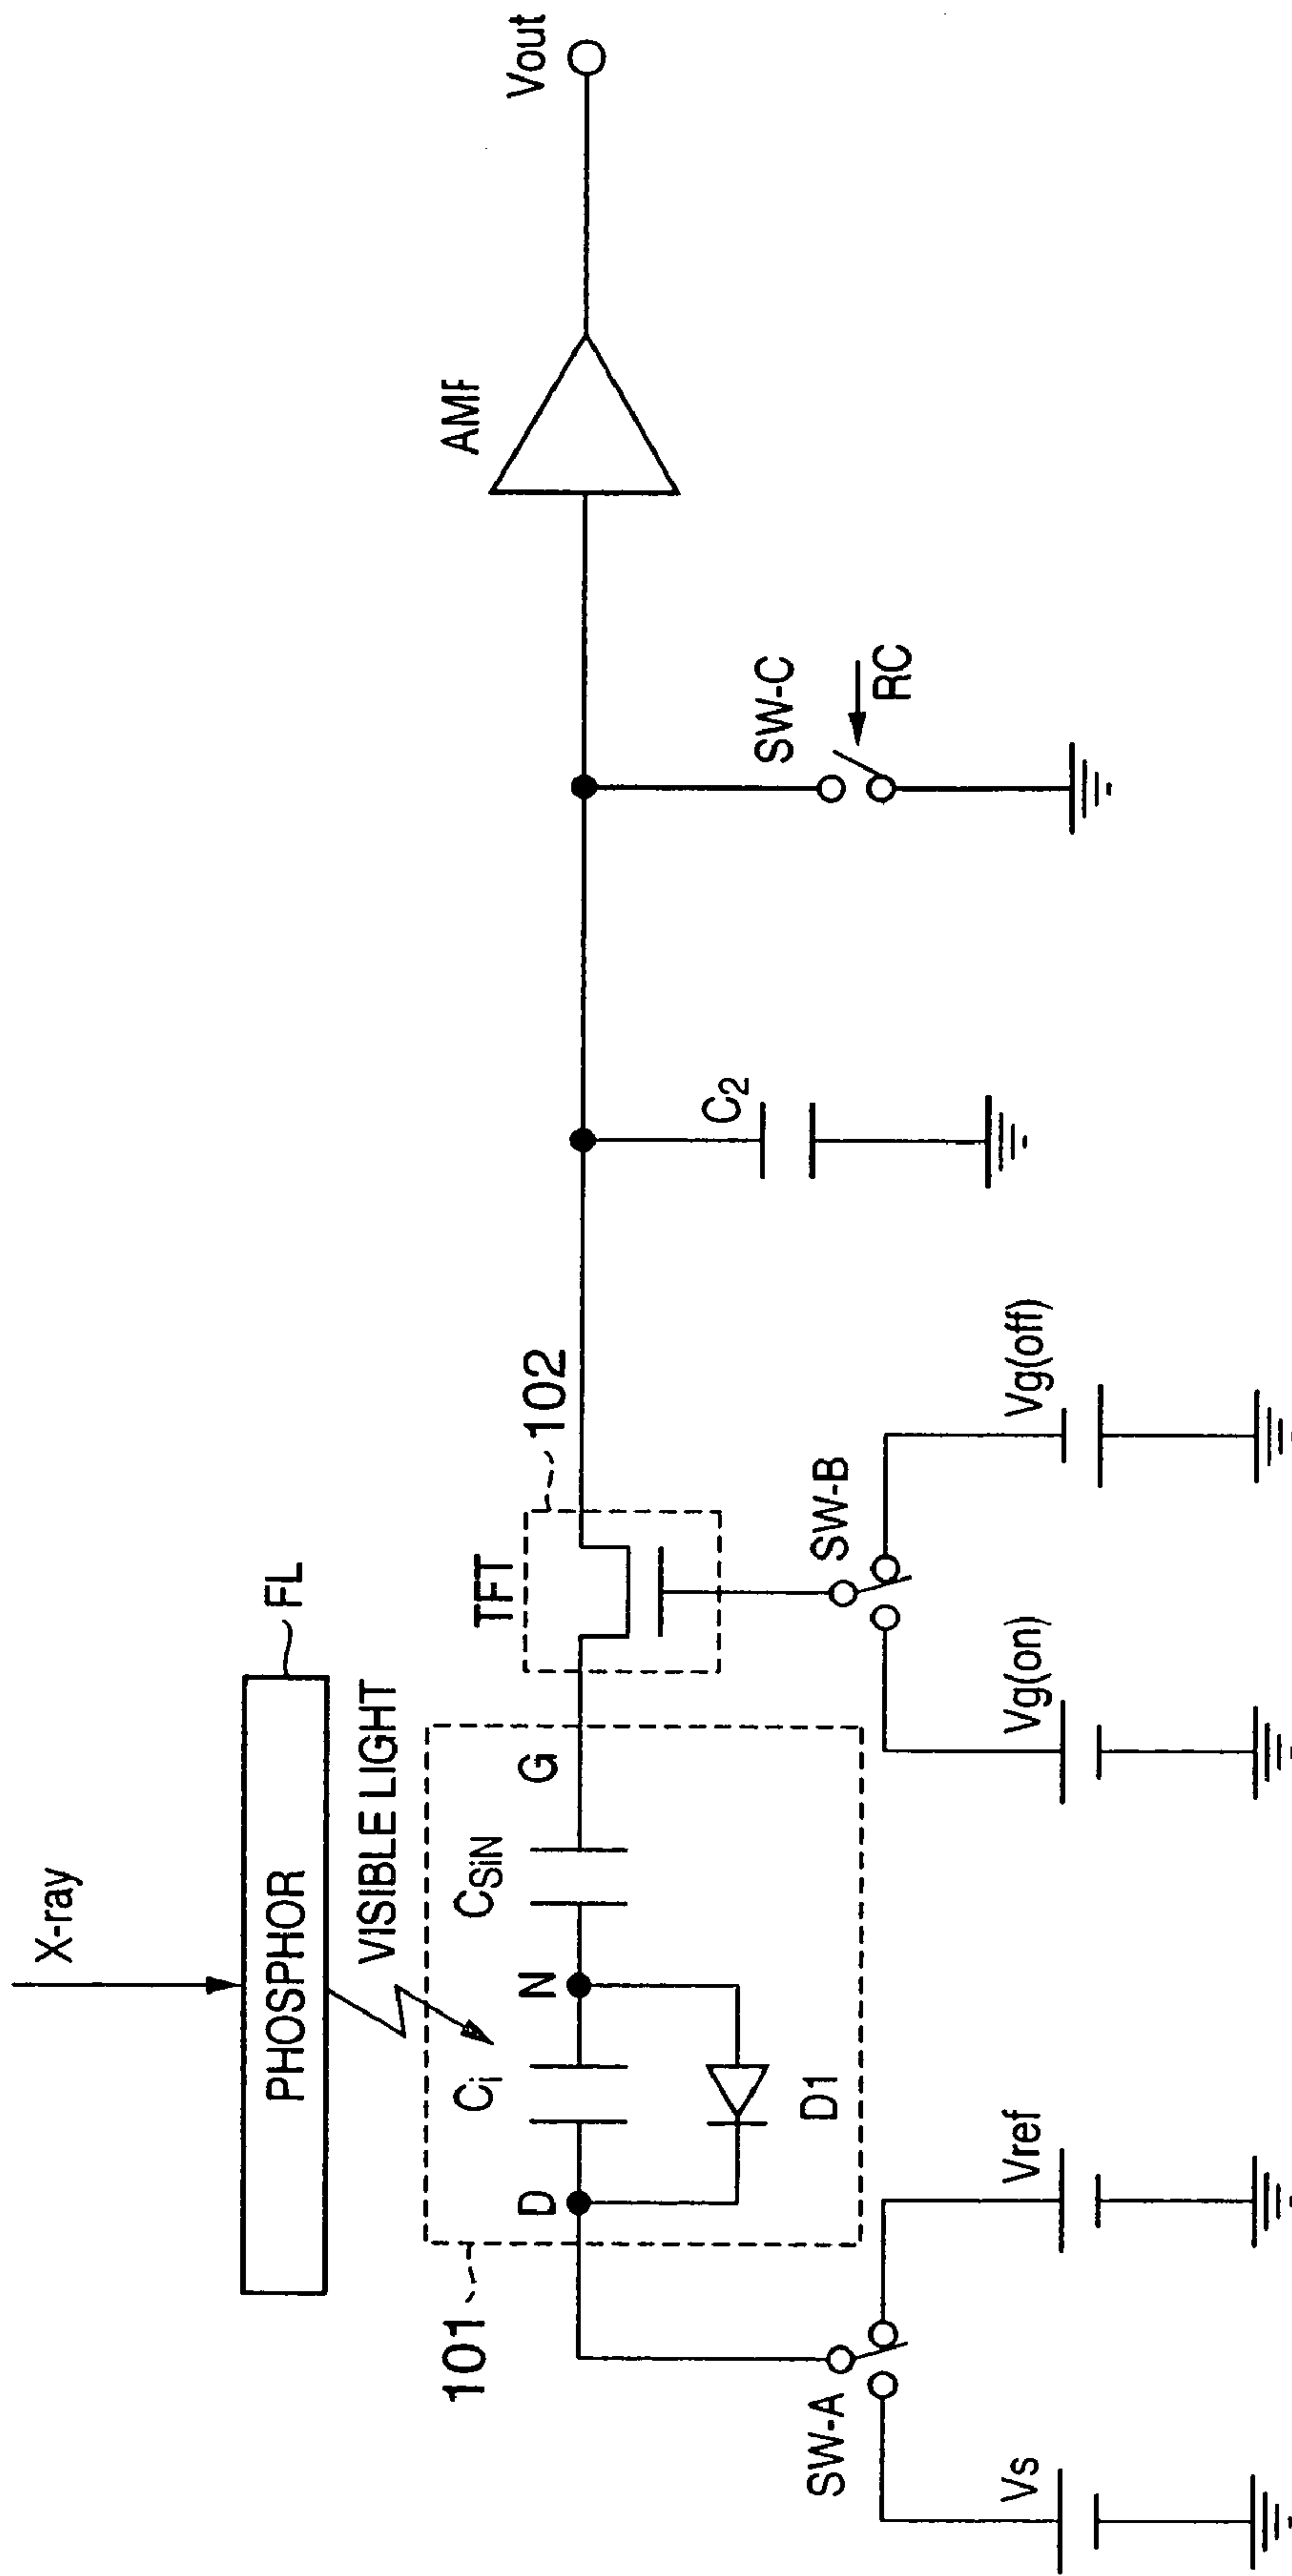 X-ray
PHOSPHOR
FL
VISIBLE LIGHT
101
D
Ci
N
CSiN
G
D1
TFT
102
C2
SW-C
RC
AMF
Vout
SW-A
Vs
Vref
SW-B
Vg(on)
Vg(off)